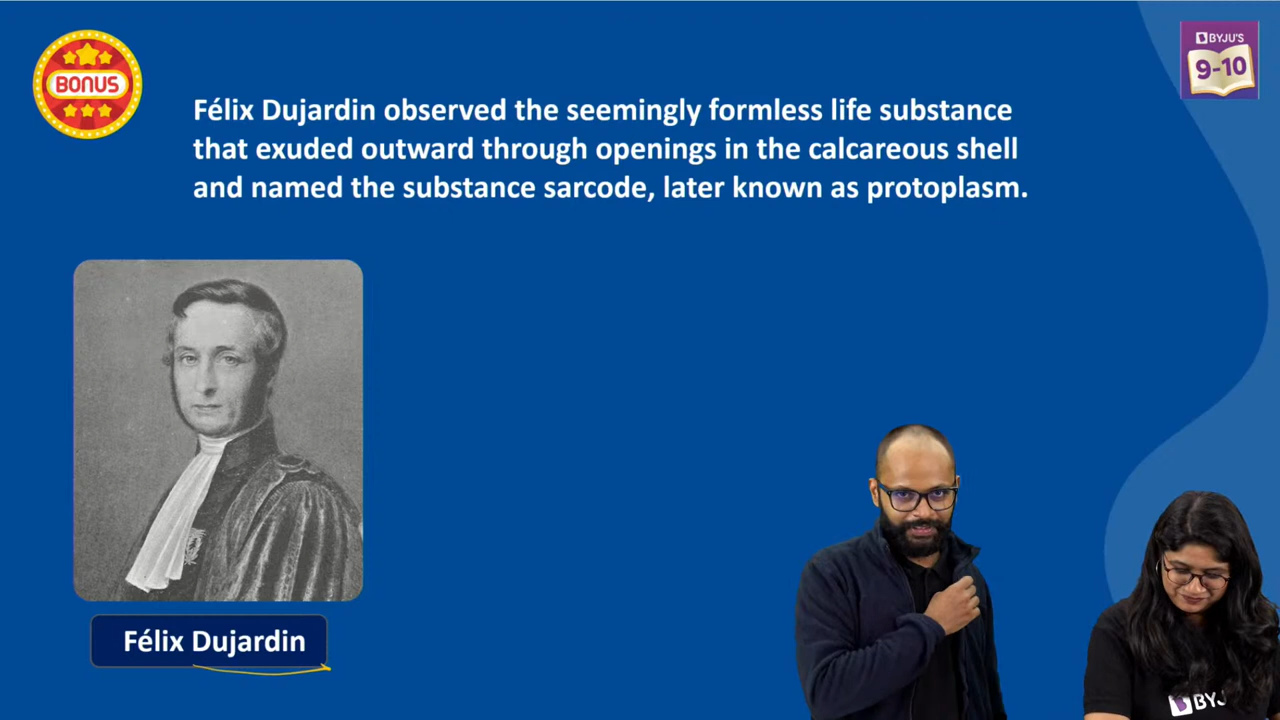 BONUS
BYJU'S
9-10
Félix Dujardin observed the seemingly formless life substance
that exuded outward through openings in the calcareous shell
and named the substance sarcode, later known as protoplasm.
Félix Dujardin
BYJ